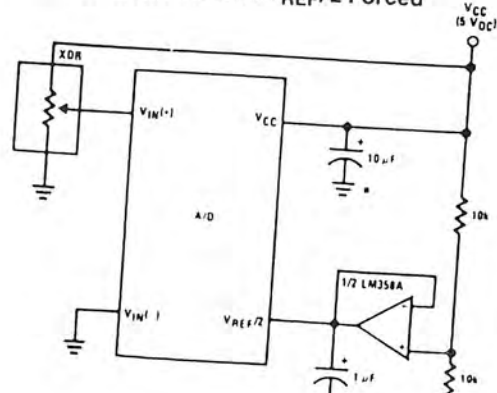 REF/2 Forced
VCC
(5 VDC)
XDR
VIN(+)
VCC
+
10 μF
*
10k
A/D
1/2 LM358A
-
VIN(-)
VREF/2
+
+
1 μF
10k